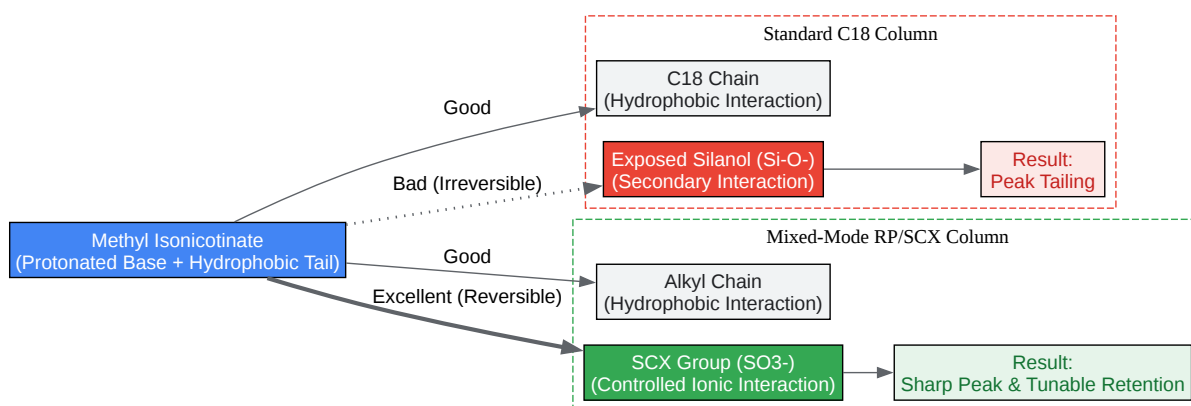 Standard C18 Column
C18 Chain
(Hydrophobic Interaction)
Good
Exposed Silanol (Si-O-)
(Secondary Interaction)
Result:
Peak Tailing
Bad (Irreversible)
Methyl Isonicotinate
(Protonated Base + Hydrophobic Tail)
Mixed-Mode RP/SCX Column
Good
Alkyl Chain
(Hydrophobic Interaction)
Excellent (Reversible)
SCX Group (SO3-)
(Controlled Ionic Interaction)
Result:
Sharp Peak & Tunable Retention